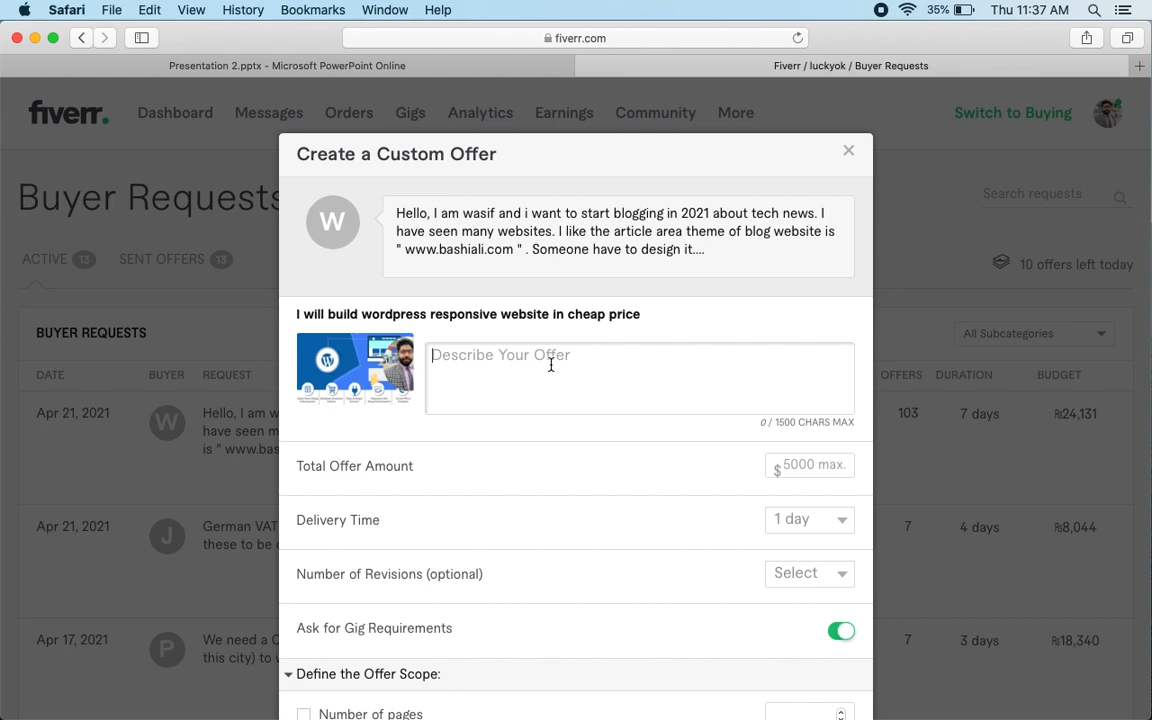 Safari File Edit View History Bookmarks Window Help 35% Thu 11:37 AM
fiverr.com
Presentation 2.pptx - Microsoft PowerPoint Online Fiverr / luckyok / Buyer Requests
fiverr. Dashboard Messages Orders Gigs Analytics Earnings Community More Switch to Buying
Create a Custom Offer
Buyer Requests Search requests
W Hello, I am wasif and i want to start blogging in 2021 about tech news. I
have seen many websites. I like the article area theme of blog website is
" www.bashiali.com " . Someone have to design it....
ACTIVE 13 SENT OFFERS 13 10 offers left today
I will build wordpress responsive website in cheap price
BUYER REQUESTS All Subcategories
Describe Your Offer
DATE BUYER REQUEST OFFERS DURATION BUDGET
0 / 1500 CHARS MAX
Apr 21, 2021 W Hello, I am w 103 7 days ₨24,131
have seen m
is " www.bas
Total Offer Amount $ 5000 max.
Delivery Time 1 day
Apr 21, 2021 J German VAT 7 4 days ₨8,044
these to be
Number of Revisions (optional) Select
Ask for Gig Requirements
Apr 17, 2021 P We need a C 7 3 days ₨18,340
this city) to
Define the Offer Scope:
Number of pages